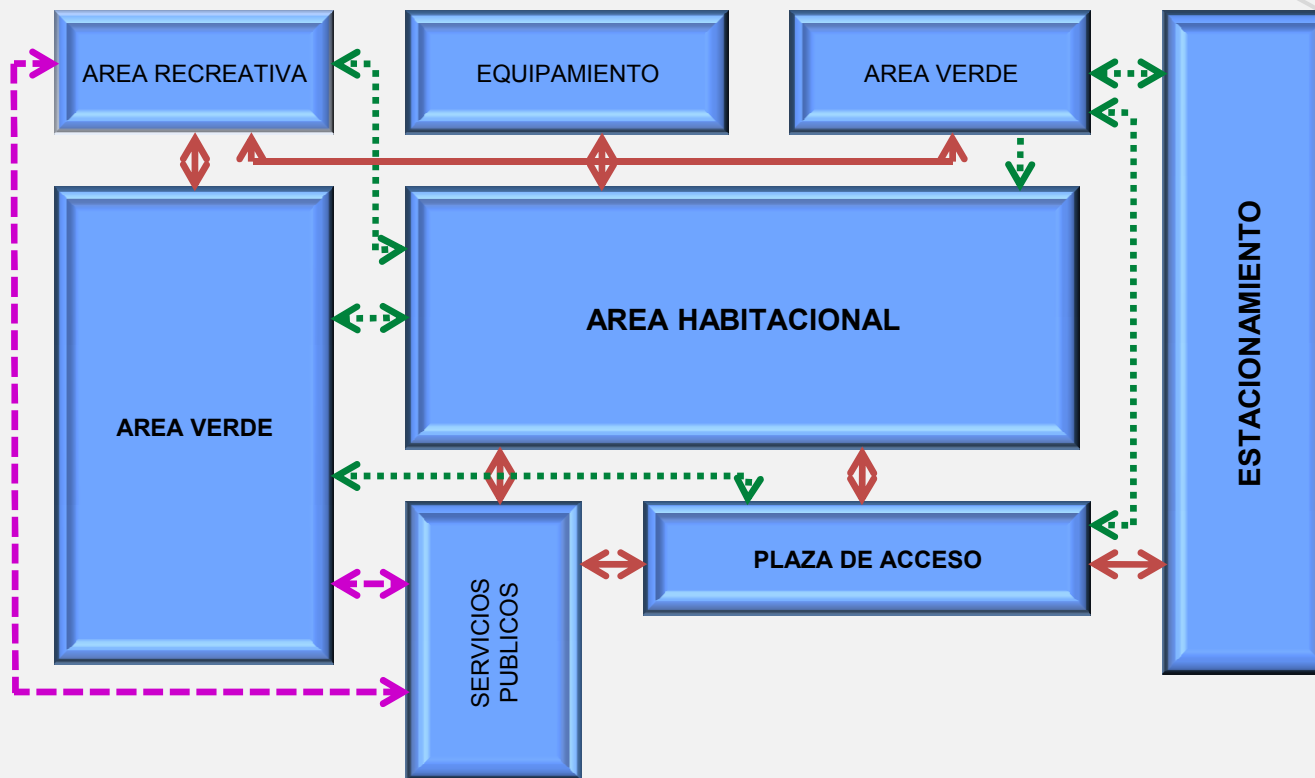 AREA RECREATIVA
EQUIPAMIENTO
AREA VERDE
ESTACIONAMIENTO
AREA HABITACIONAL
AREA VERDE
PLAZA DE ACCESO
SERVICIOS
PUBLICOS